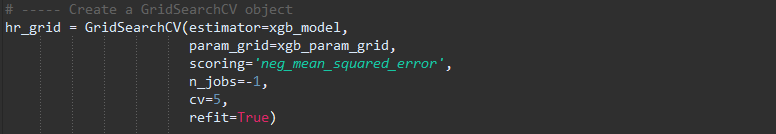 # ----- Create a GridSearchCV object
hr_grid = GridSearchCV(estimator=xgb_model,
param_grid=xgb_param_grid,
scoring='neg_mean_squared_error',
n_jobs=-1,
cv=5,
refit=True)